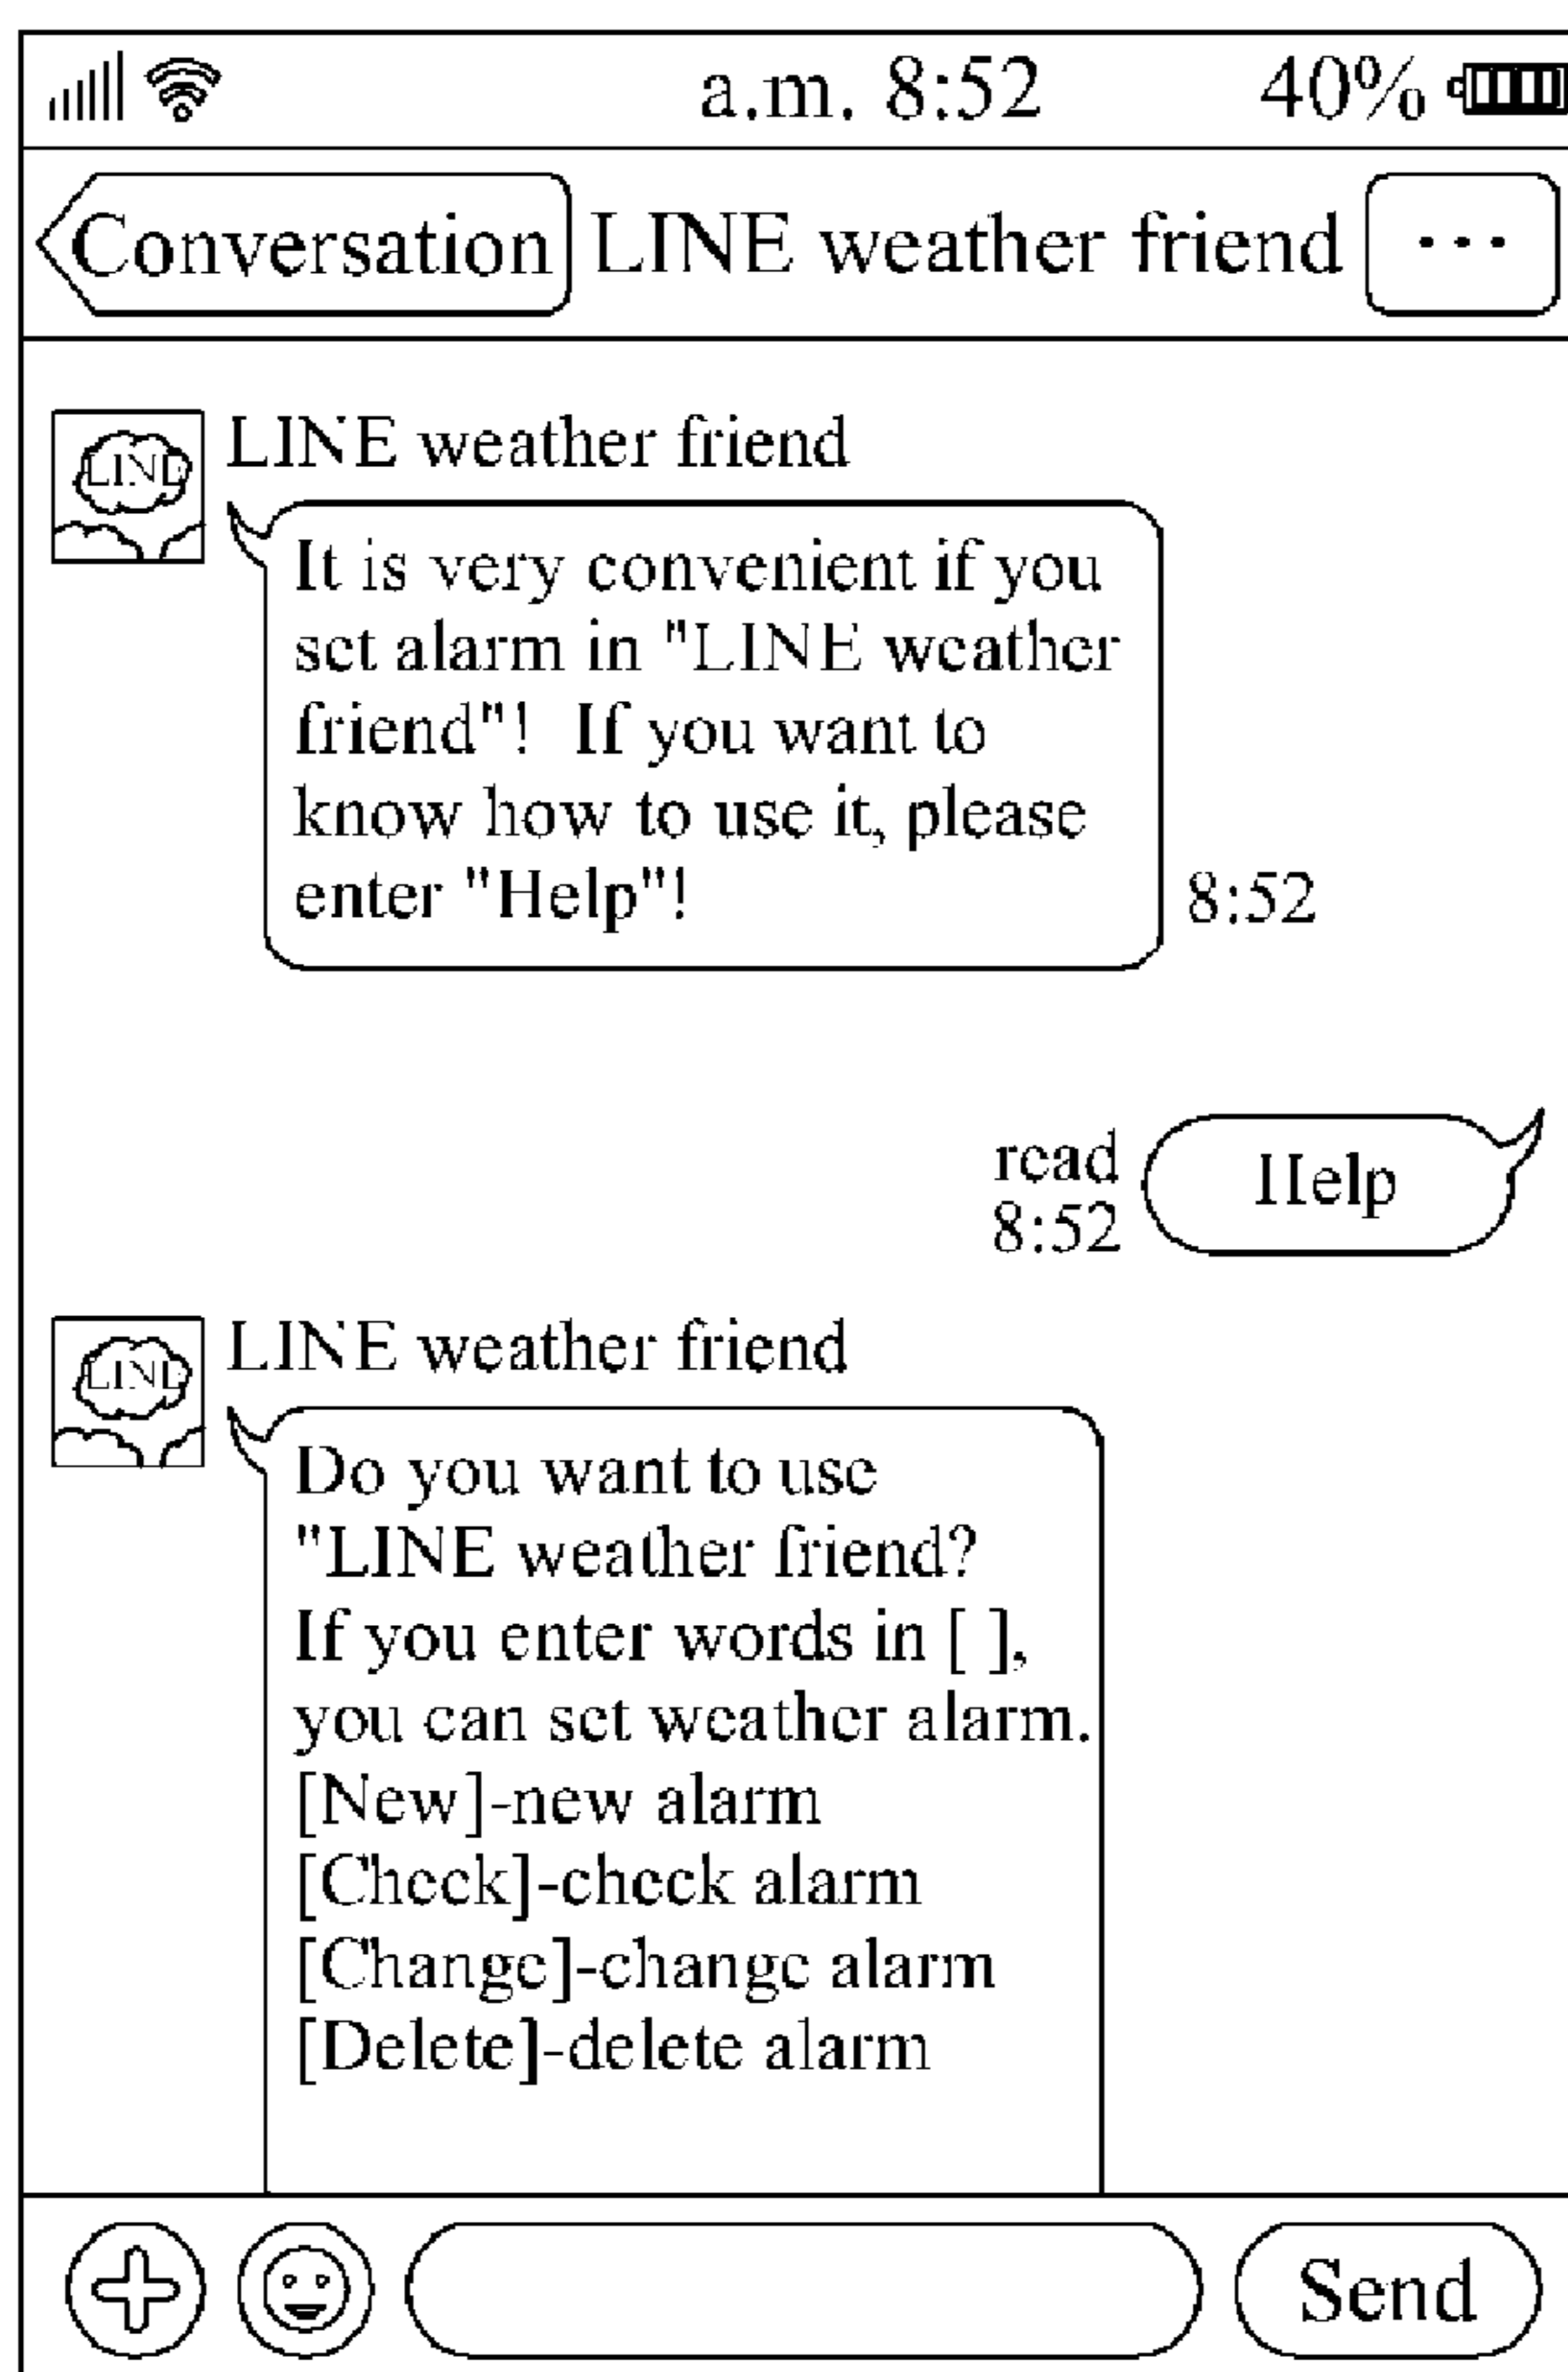 a.m. 8:52 40%
Conversation LINE weather friend ...
LINE
LINE weather friend
It is very convenient if you
set alarm in "LINE weather
friend"! If you want to
know how to use it, please
enter "Help"!
8:52
read
8:52
Help
LINE
LINE weather friend
Do you want to use
"LINE weather friend?
If you enter words in [ ],
you can set weather alarm.
[New]-new alarm
[Check]-check alarm
[Change]-change alarm
[Delete]-delete alarm
Send